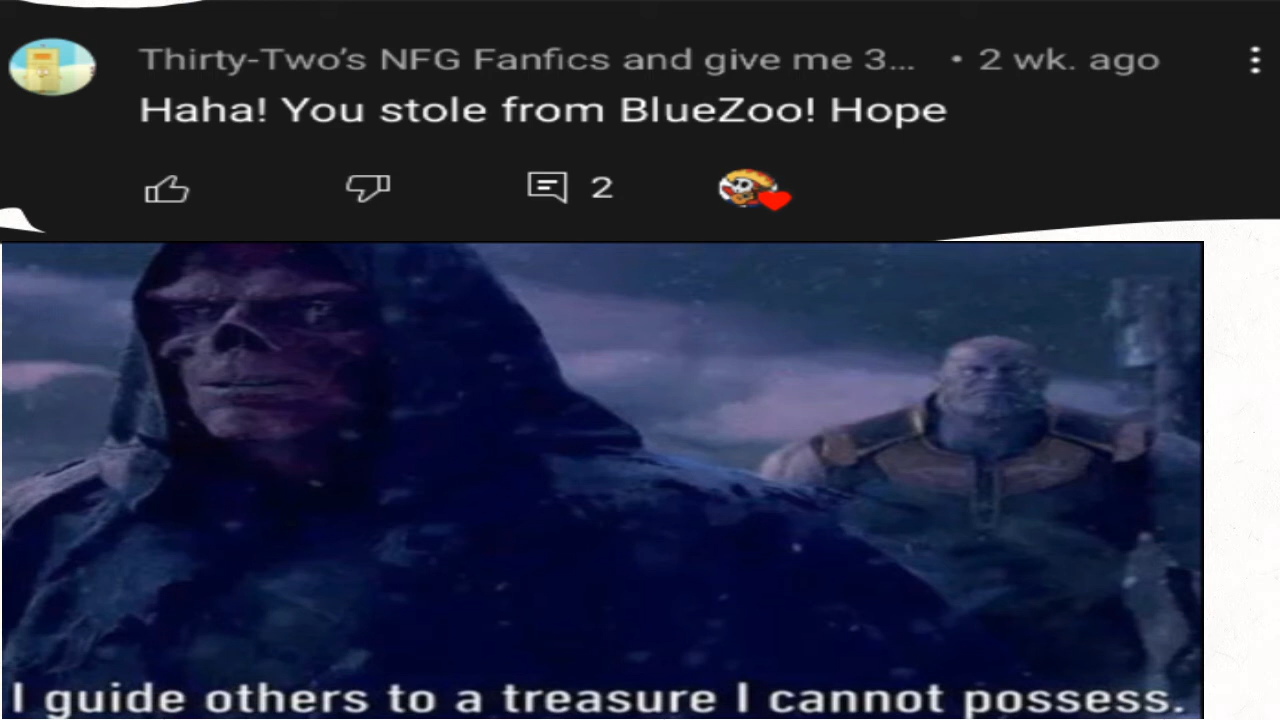 Thirty-Two's NFG Fanfics and give me 3... • 2 wk. ago
Haha! You stole from BlueZoo! Hope
2
I guide others to a treasure I cannot possess.